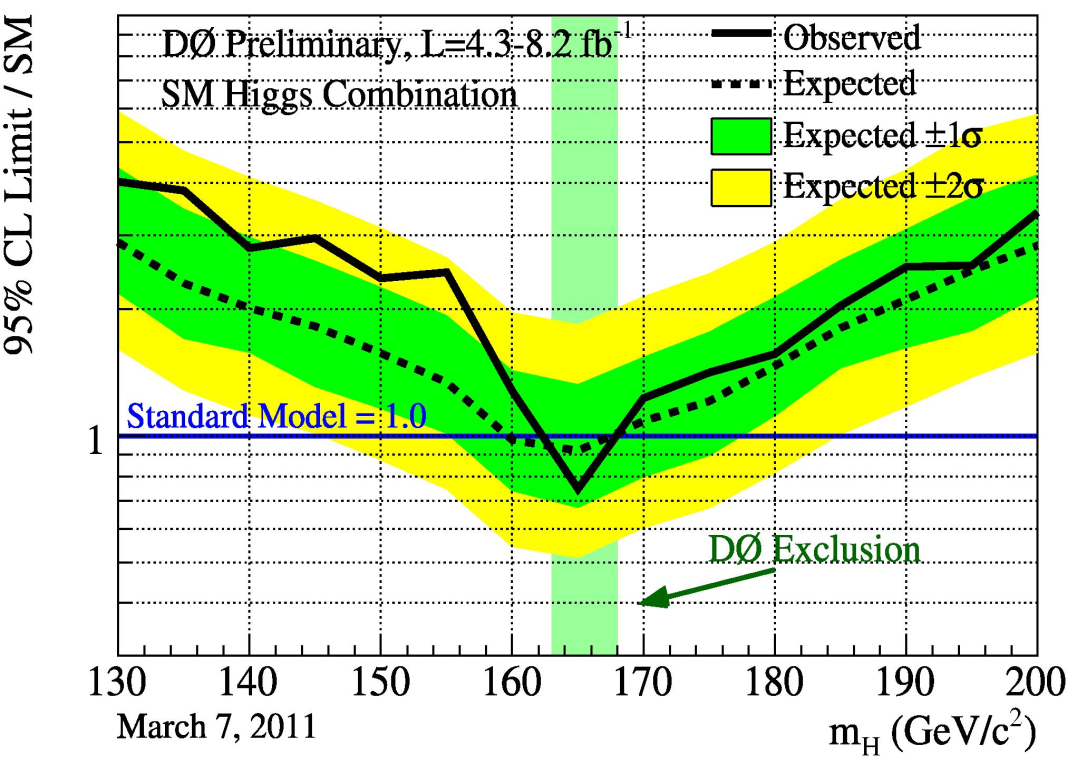 95% CL Limit / SM
DØ Preliminary, L=4.3-8.2 fb⁻¹
SM Higgs Combination
Observed
Expected
Expected ±1σ
Expected ±2σ
Standard Model = 1.0
1
DØ Exclusion
130 140 150 160 170 180 190 200
March 7, 2011
m_H (GeV/c²)